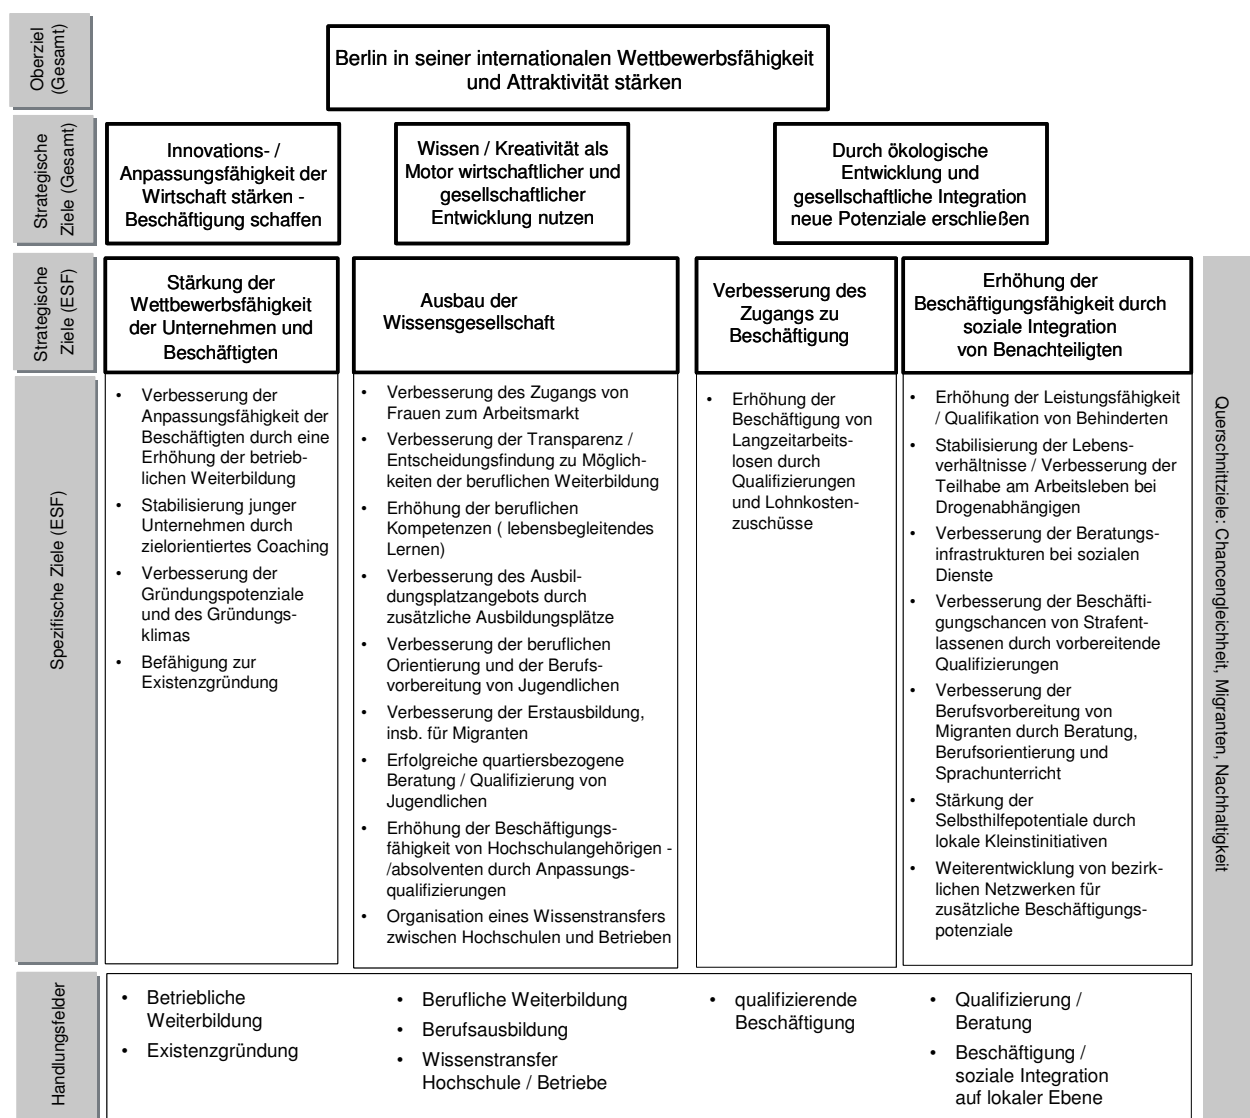 Oberziel
(Gesamt)
Berlin in seiner internationalen Wettbewerbsfähigkeit
und Attraktivität stärken
Strategische
Ziele (Gesamt)
Innovations- /
Anpassungsfähigkeit der
Wirtschaft stärken -
Beschäftigung schaffen
Wissen / Kreativität als
Motor wirtschaftlicher und
gesellschaftlicher
Entwicklung nutzen
Durch ökologische
Entwicklung und
gesellschaftliche Integration
neue Potenziale erschließen
Strategische
Ziele (ESF)
Stärkung der
Wettbewerbsfähigkeit
der Unternehmen und
Beschäftigten
Ausbau der
Wissensgesellschaft
Verbesserung des
Zugangs zu
Beschäftigung
Erhöhung der
Beschäftigungsfähigkeit durch
soziale Integration
von Benachteiligten
Spezifische Ziele (ESF)
• Verbesserung der
Anpassungsfähigkeit der
Beschäftigten durch eine
Erhöhung der betrieb-
lichen Weiterbildung
• Stabilisierung junger
Unternehmen durch
zielorientiertes Coaching
• Verbesserung der
Gründungspotenziale
und des Gründungs-
klimas
• Befähigung zur
Existenzgründung
• Verbesserung des Zugangs von
Frauen zum Arbeitsmarkt
• Verbesserung der Transparenz /
Entscheidungsfindung zu Möglich-
keiten der beruflichen Weiterbildung
• Erhöhung der beruflichen
Kompetenzen ( lebensbegleitendes
Lernen)
• Verbesserung des Ausbil-
dungsplatzangebots durch
zusätzliche Ausbildungsplätze
• Verbesserung der beruflichen
Orientierung und der Berufs-
vorbereitung von Jugendlichen
• Verbesserung der Erstausbildung,
insb. für Migranten
• Erfolgreiche quartiersbezogene
Beratung / Qualifizierung von
Jugendlichen
• Erhöhung der Beschäftigungs-
fähigkeit von Hochschulangehörigen -
/absolventen durch Anpassungs-
qualifizierungen
• Organisation eines Wissenstransfers
zwischen Hochschulen und Betrieben
• Erhöhung der
Beschäftigung von
Langzeitarbeits-
losen durch
Qualifizierungen
und Lohnkosten-
zuschüsse
• Erhöhung der Leistungsfähigkeit
/ Qualifikation von Behinderten
• Stabilisierung der Lebens-
verhältnisse / Verbesserung der
Teilhabe am Arbeitsleben bei
Drogenabhängigen
• Verbesserung der Beratungs-
infrastrukturen bei sozialen
Dienste
• Verbesserung der Beschäfti-
gungschancen von Strafent-
lassenen durch vorbereitende
Qualifizierungen
• Verbesserung der
Berufsvorbereitung von
Migranten durch Beratung,
Berufsorientierung und
Sprachunterricht
• Stärkung der
Selbsthilfepotentiale durch
lokale Kleinstinitiativen
• Weiterentwicklung von bezirk-
lichen Netzwerken für
zusätzliche Beschäftigungs-
potenziale
Querschnittziele: Chancengleichheit, Migranten, Nachhaltigkeit
Handlungsfelder
• Betriebliche
Weiterbildung
• Existenzgründung
• Berufliche Weiterbildung
• Berufsausbildung
• Wissenstransfer
Hochschule / Betriebe
• qualifizierende
Beschäftigung
• Qualifizierung /
Beratung
• Beschäftigung /
soziale Integration
auf lokaler Ebene